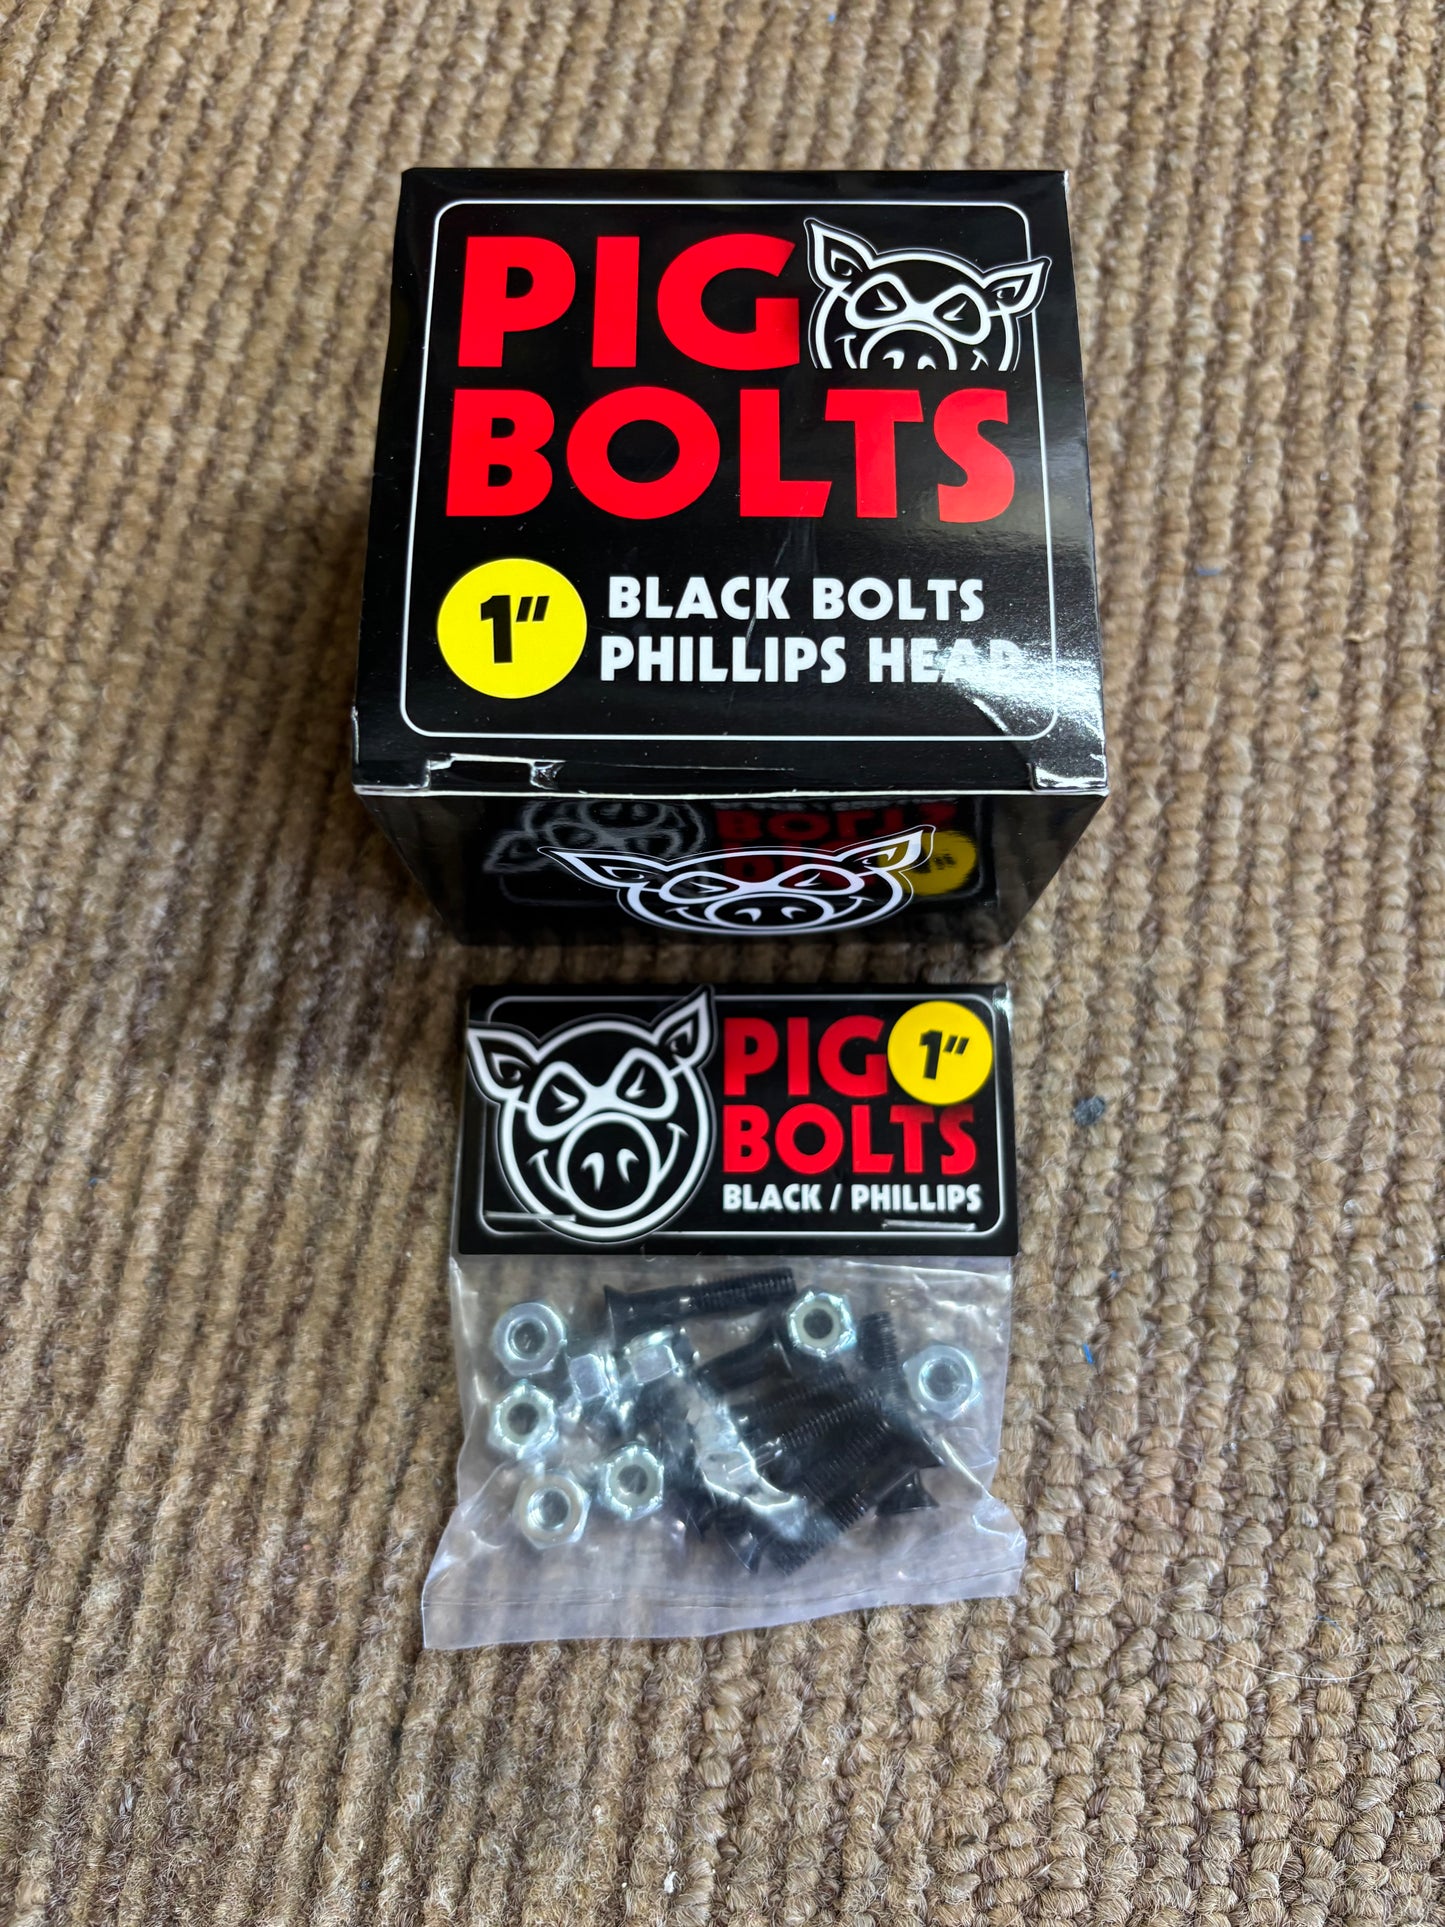 PIG
BOLTS
1"
BLACK BOLTS
PHILLIPS HEAD
PIG
1"
BOLTS
BLACK / PHILLIPS